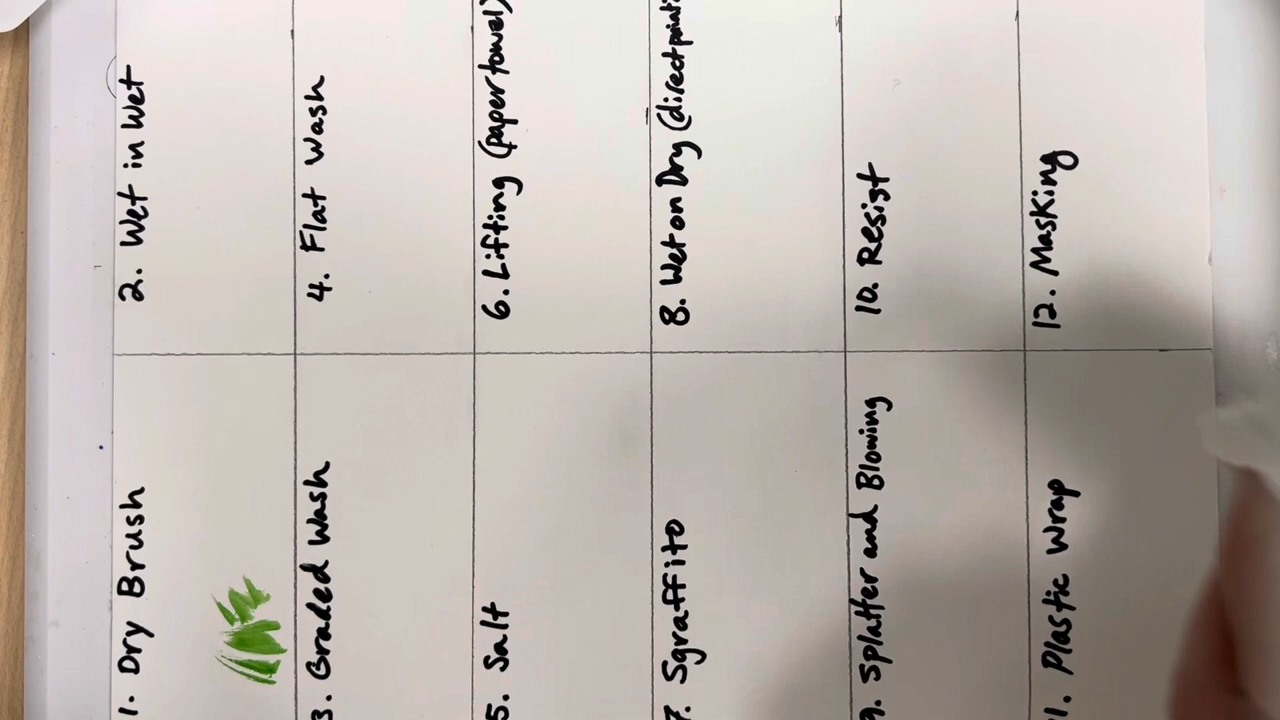 1. Dry Brush
2. Wet in Wet
3. Graded Wash
4. Flat Wash
5. Salt
6. Lifting (paper towel)
7. Sgraffito
8. Wet on Dry (direct
9. Splatter and Blowing
10. Resist
11. Plastic Wrap
12. Masking